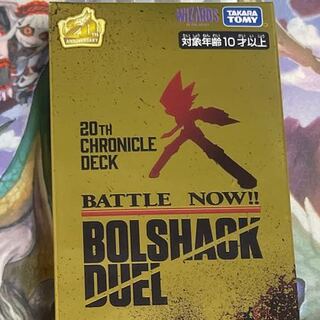 ANNIVERSARY
WIZARDS
TAKARA
TOMY
対象年齢10才以上
20TH
CHRONICLE
DECK
BATTLE NOW!!
BOLSHACK
DUEL